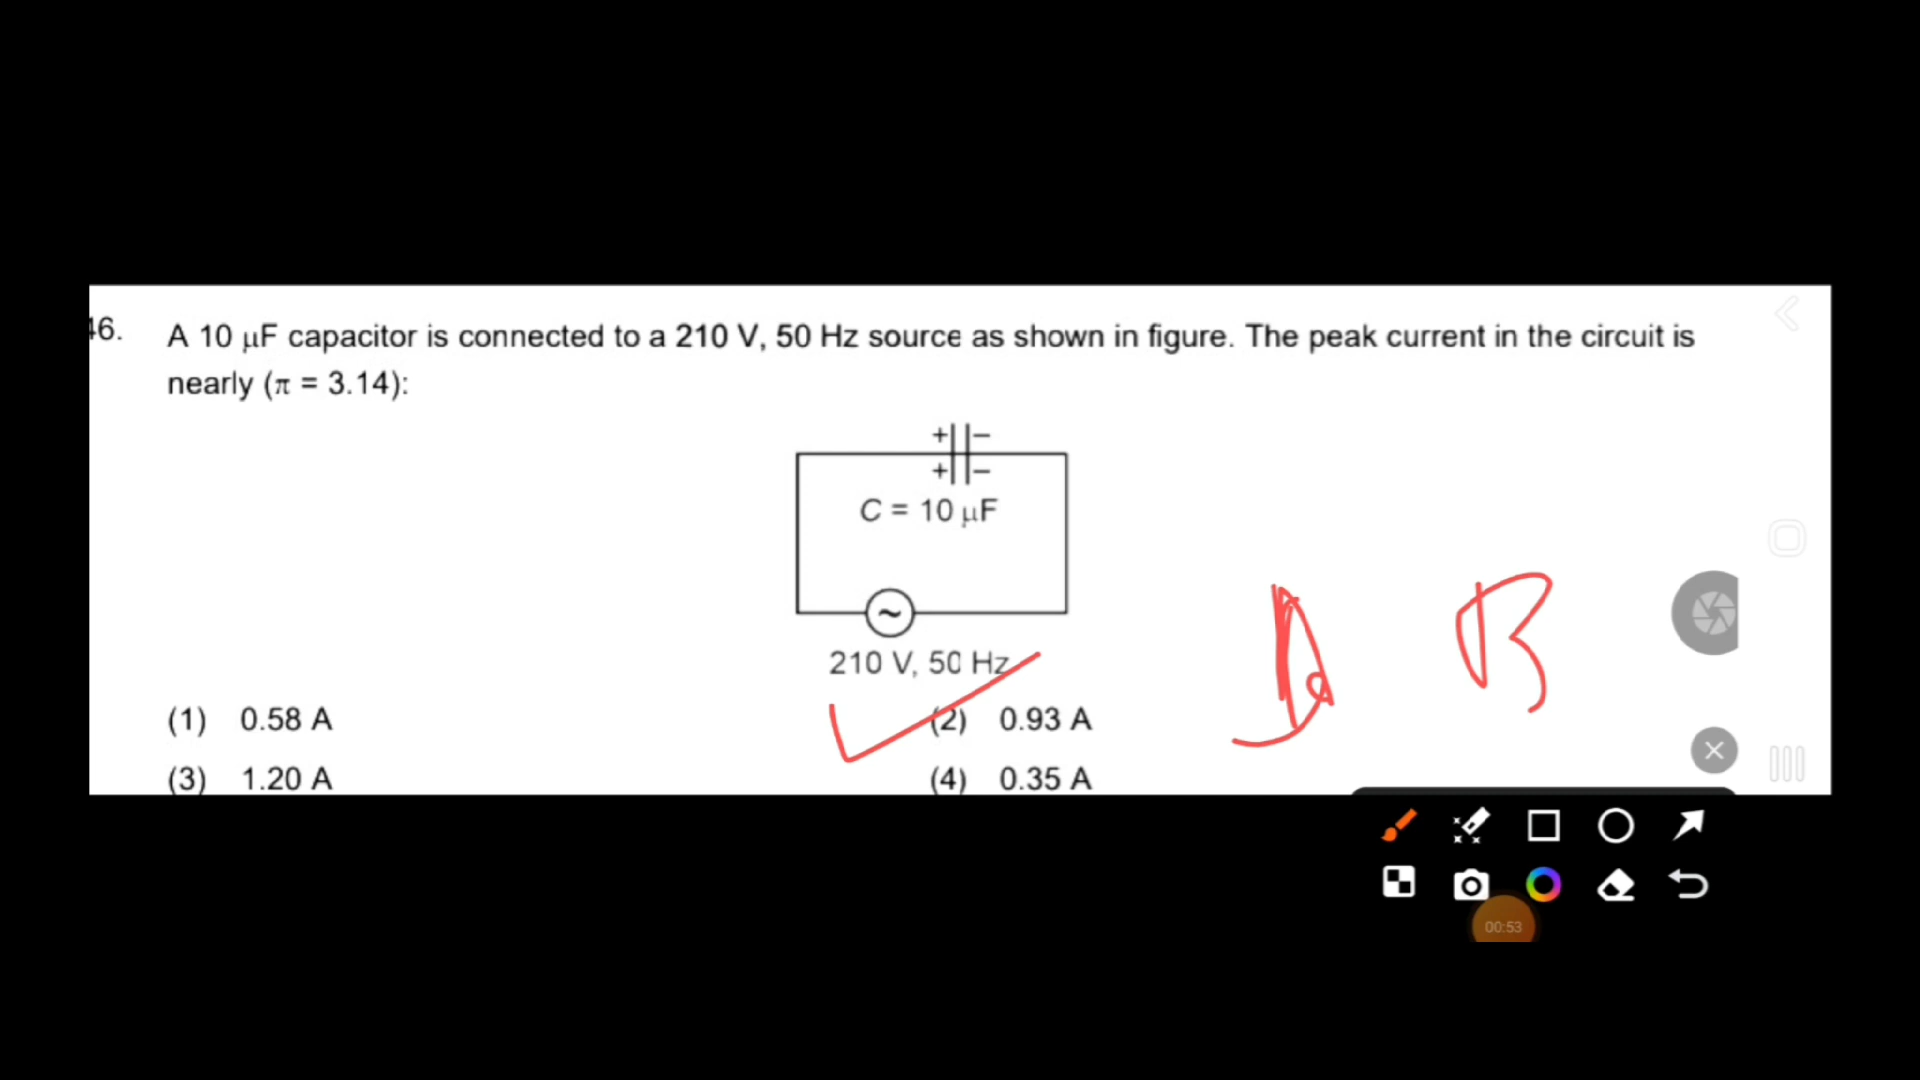 46. A 10 µF capacitor is connected to a 210 V, 50 Hz source as shown in figure. The peak current in the circuit is
nearly (π = 3.14):
+ −
+ −
C = 10 µF
~
210 V, 50 Hz
(1) 0.58 A (2) 0.93 A
(3) 1.20 A (4) 0.35 A
B
00:53